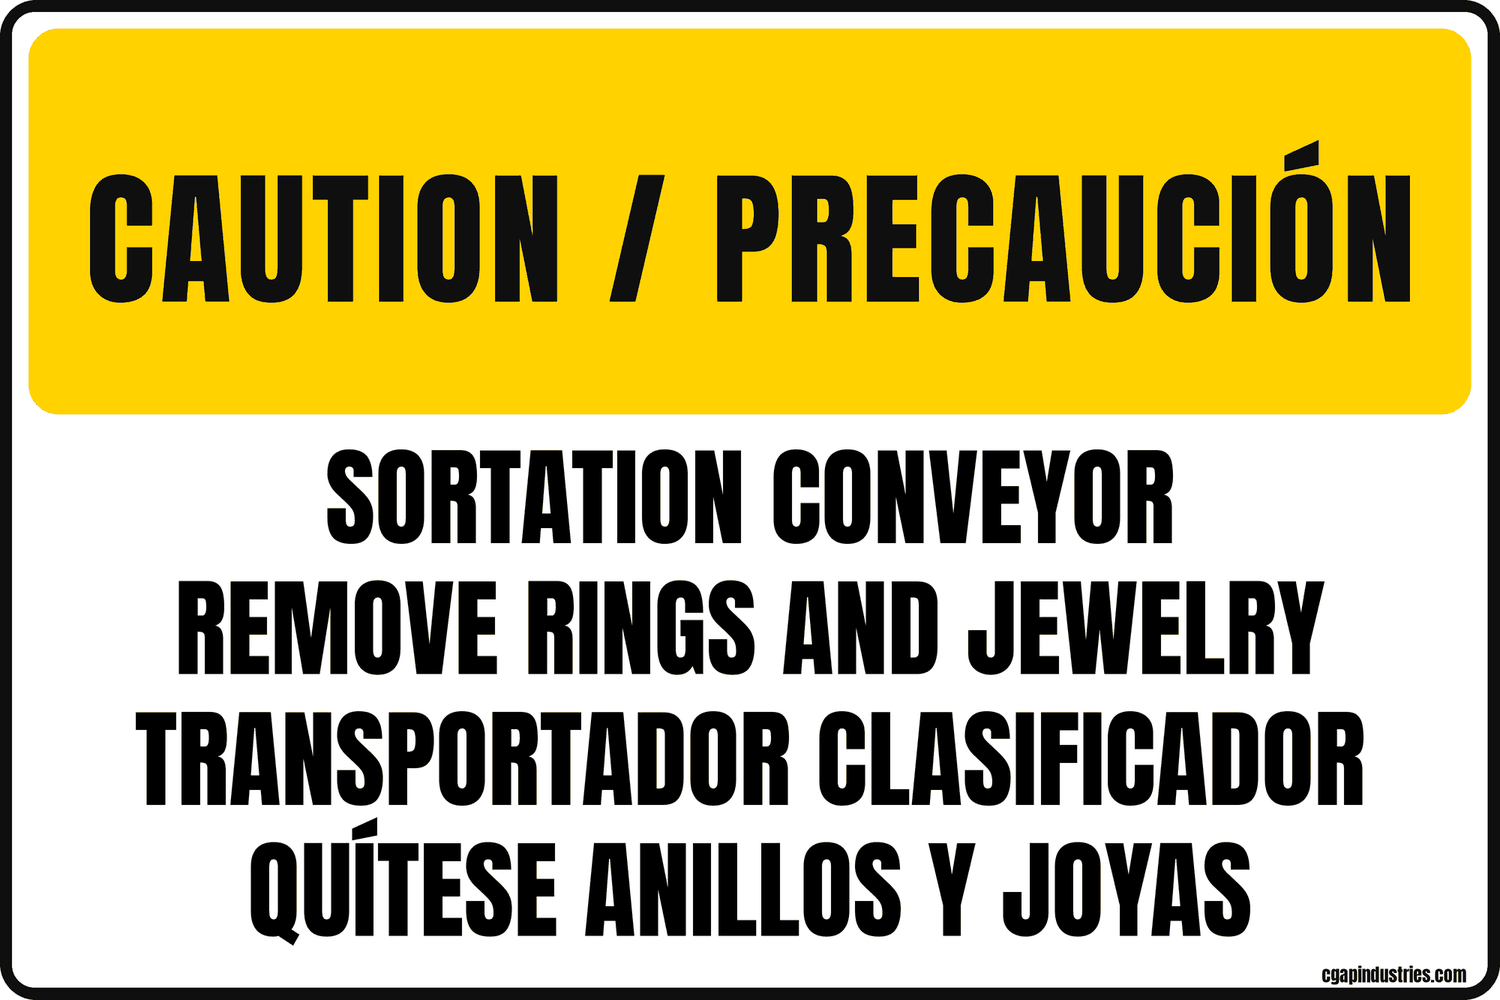 CAUTION / PRECAUCIÓN
SORTATION CONVEYOR
REMOVE RINGS AND JEWELRY
TRANSPORTADOR CLASIFICADOR
QUÍTESE ANILLOS Y JOYAS
cgapindustries.com